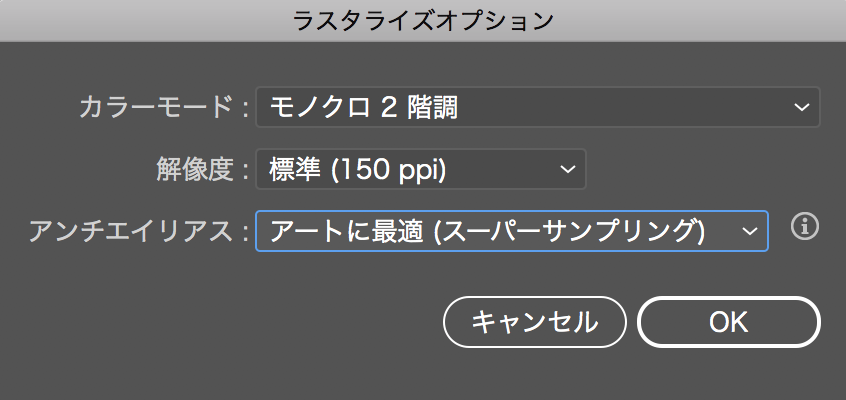 ラスタライズオプション
カラーモード : モノクロ 2 階調
解像度 : 標準 (150 ppi)
アンチエイリアス : アートに最適 (スーパーサンプリング)
キャンセル OK